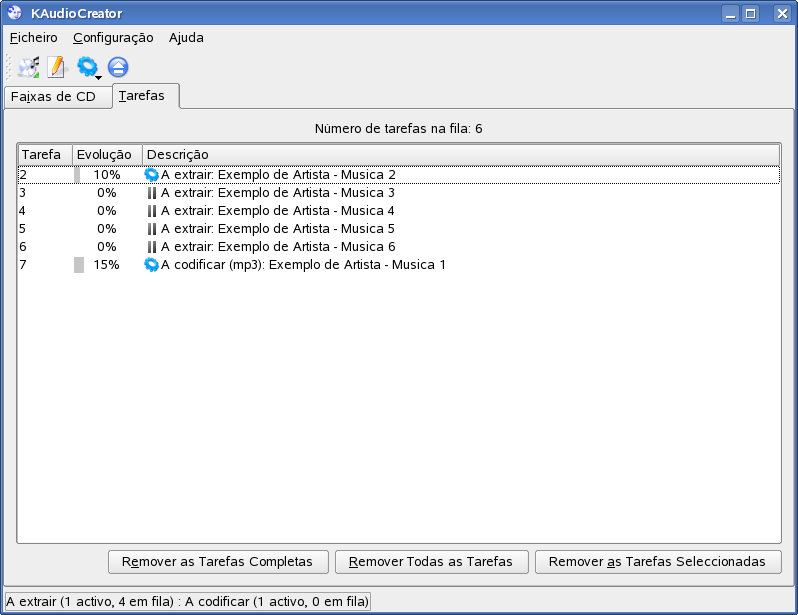 KAudioCreator
Ficheiro Configuração Ajuda
Faixas de CD Tarefas
Número de tarefas na fila: 6
Tarefa Evolução Descrição
2 10% A extrair: Exemplo de Artista - Musica 2
3 0% A extrair: Exemplo de Artista - Musica 3
4 0% A extrair: Exemplo de Artista - Musica 4
5 0% A extrair: Exemplo de Artista - Musica 5
6 0% A extrair: Exemplo de Artista - Musica 6
7 15% A codificar (mp3): Exemplo de Artista - Musica 1
Remover as Tarefas Completas Remover Todas as Tarefas Remover as Tarefas Seleccionadas
A extrair (1 activo, 4 em fila) : A codificar (1 activo, 0 em fila)